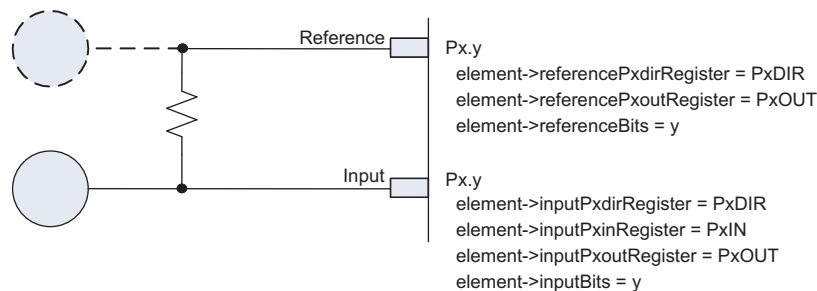 Reference
Px.y
element->referencePxdirRegister = PxDIR
element->referencePxoutRegister = PxOUT
element->referenceBits = y
Input
Px.y
element->inputPxdirRegister = PxDIR
element->inputPxinRegister = PxIN
element->inputPxoutRegister = PxOUT
element->inputBits = y